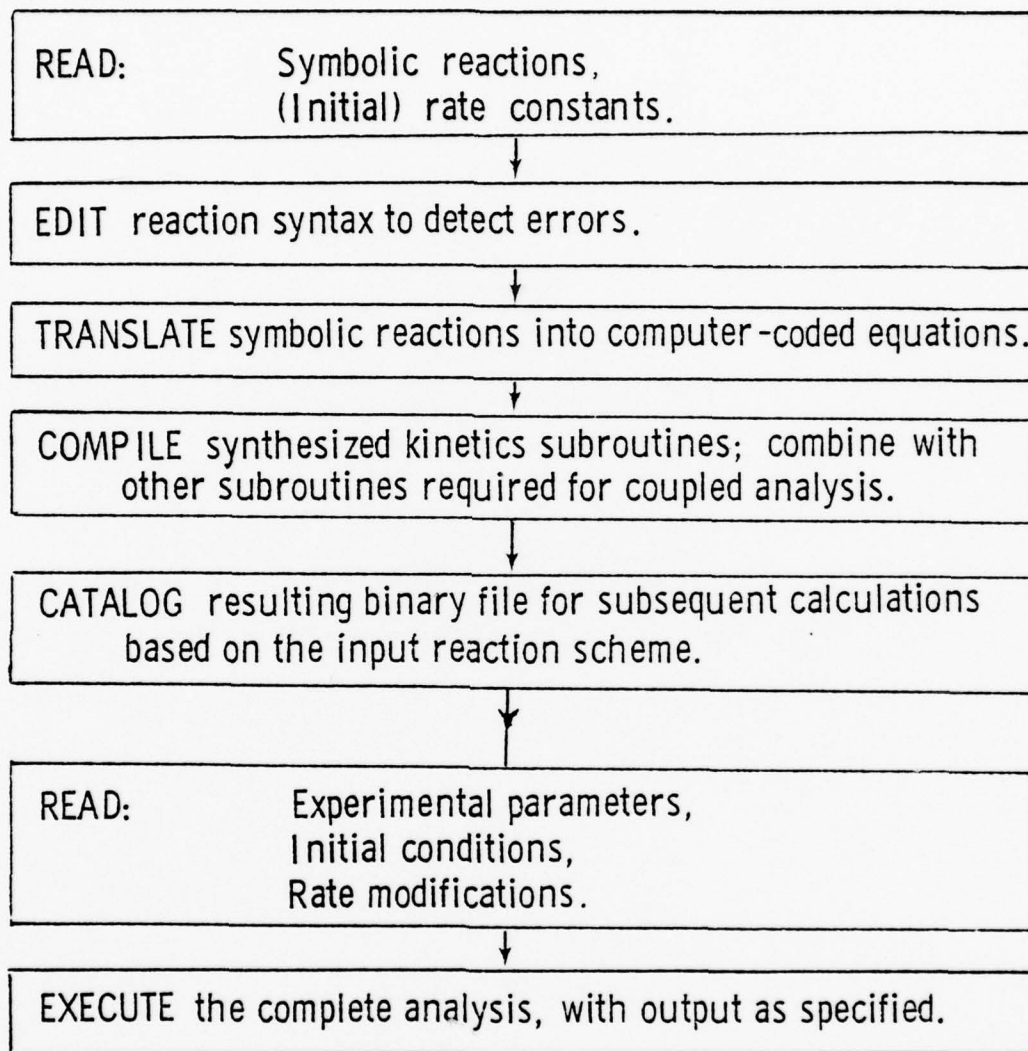 READ: Symbolic reactions,
(Initial) rate constants.
EDIT reaction syntax to detect errors.
TRANSLATE symbolic reactions into computer-coded equations.
COMPILE synthesized kinetics subroutines; combine with
other subroutines required for coupled analysis.
CATALOG resulting binary file for subsequent calculations
based on the input reaction scheme.
READ: Experimental parameters,
Initial conditions,
Rate modifications.
EXECUTE the complete analysis, with output as specified.